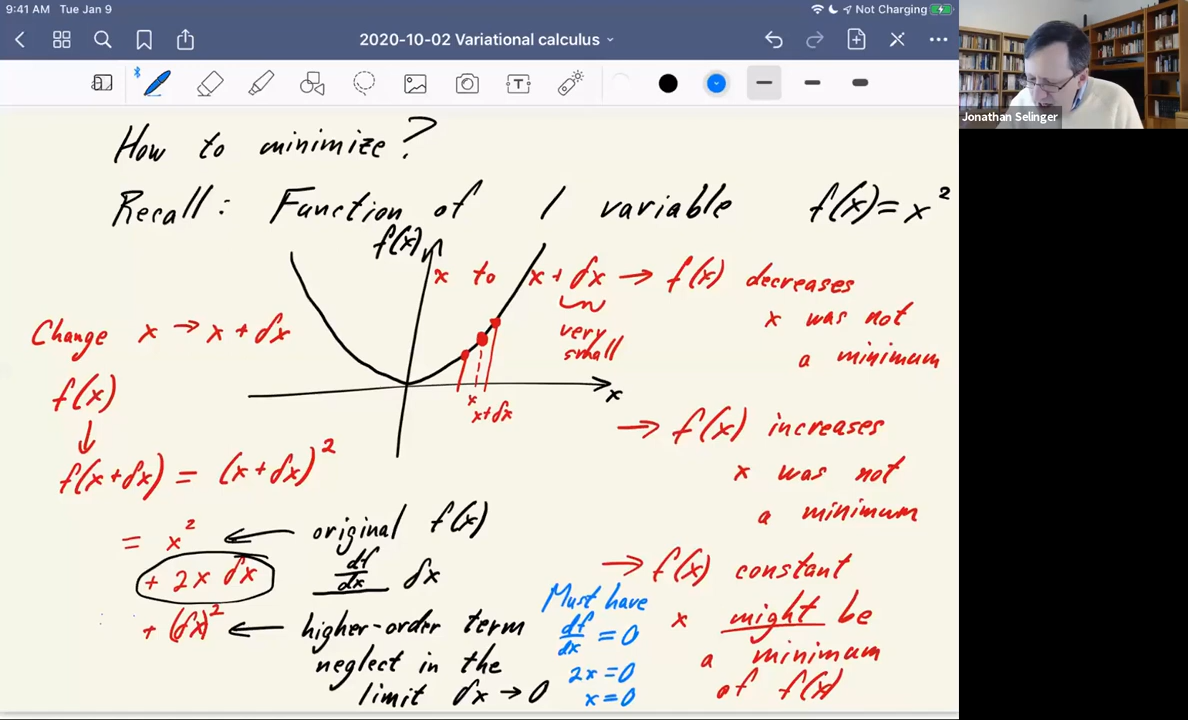 9:41 AM Tue Jan 9
Not Charging
2020-10-02 Variational calculus
Jonathan Selinger
How to minimize?
Recall: Function of 1 variable f(x)=x²
f(x)
x to x+δx → f(x) decreases
x was not
a minimum
very
small
Change x → x+δx
x
x
x+δx
f(x)
↓
f(x+δx) = (x+δx)²
→ f(x) increases
x was not
a minimum
= x² ← original f(x)
+ 2x δx df/dx δx
+ (δx)² ← higher-order term
neglect in the
limit δx → 0
Must have
df/dx = 0
2x=0
x=0
→ f(x) constant
x might be
a minimum
of f(x)